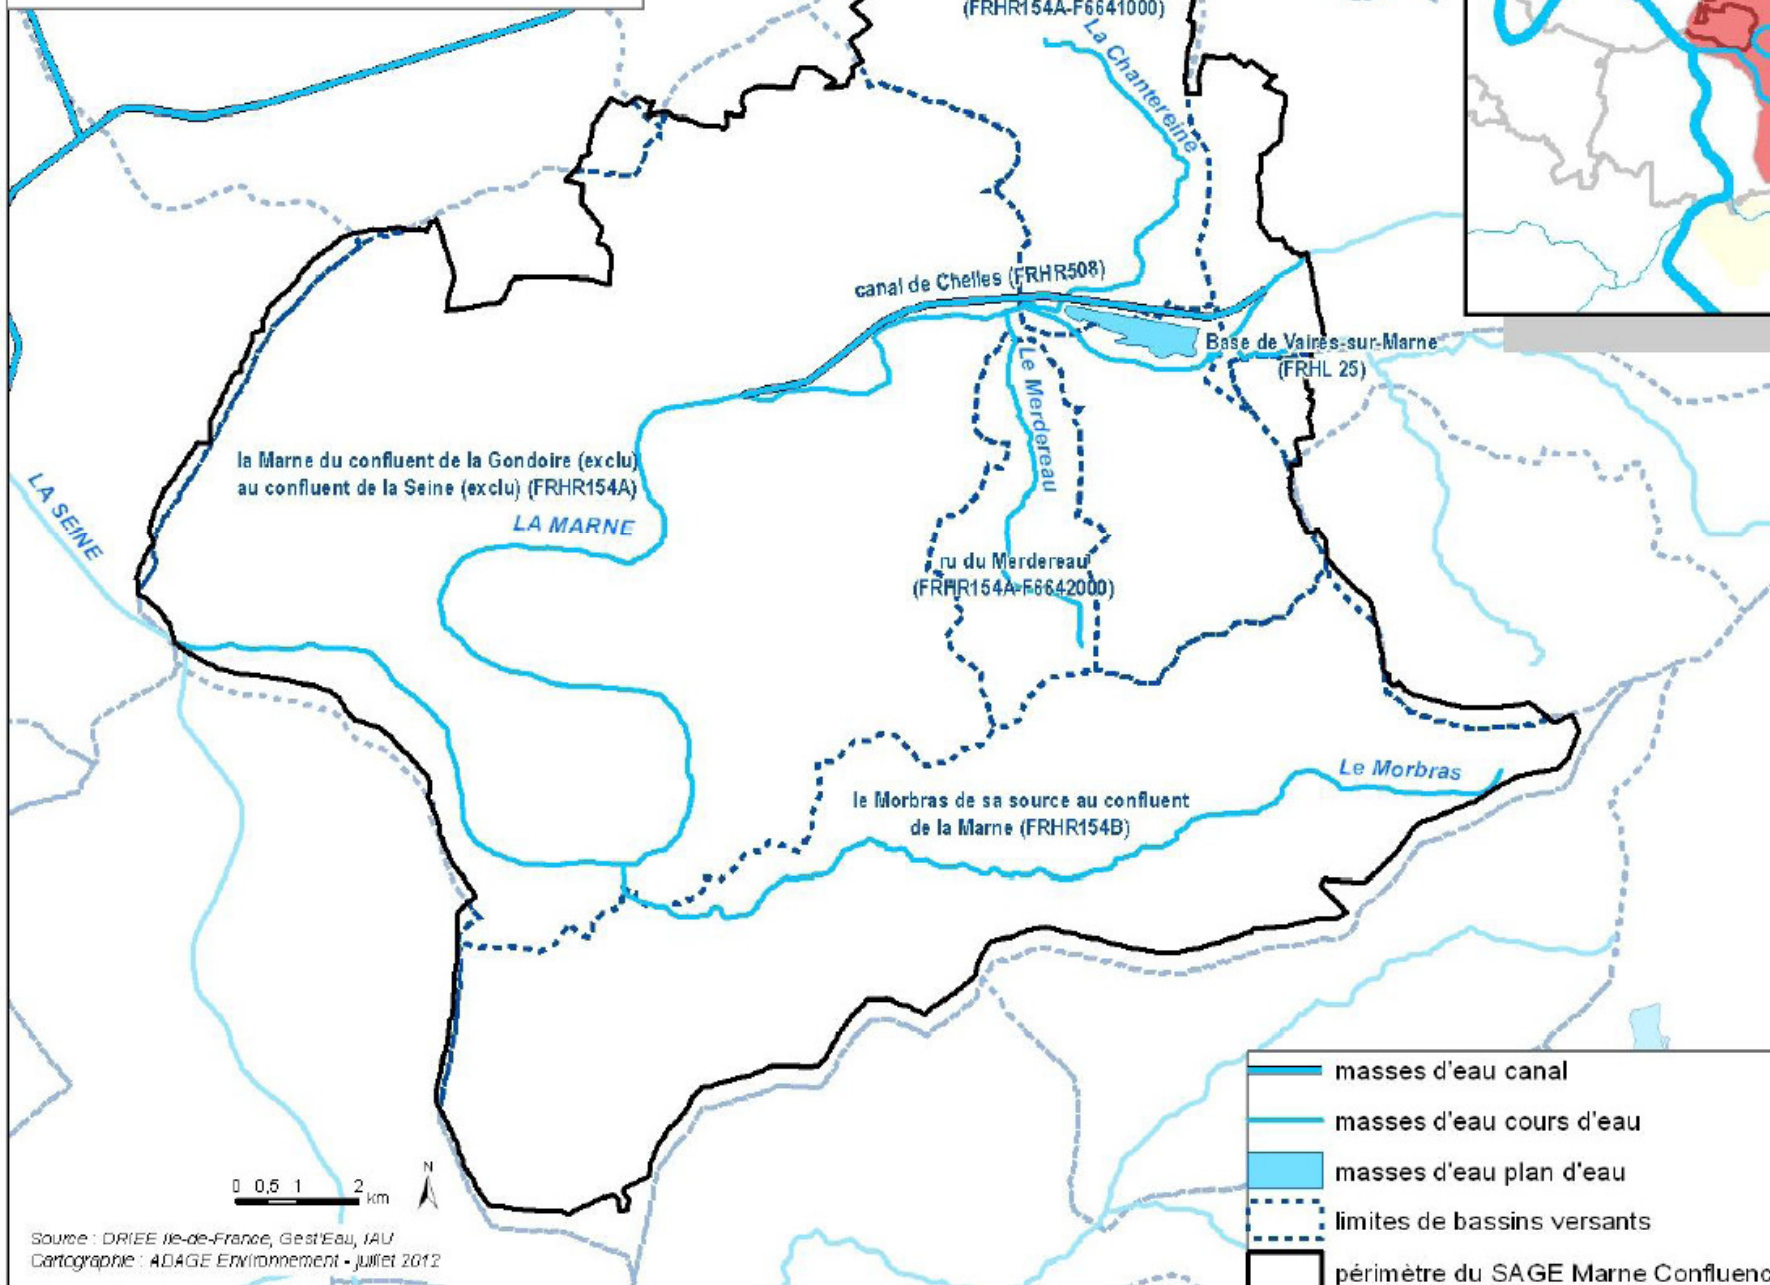 (FRHR154A-F6641000)
La Chantereine
canal de Chelles (FRHR508)
Base de Vaires-sur-Marne
(FRHL 25)
Le Merdereau
la Marne du confluent de la Gondoire (exclu)
au confluent de la Seine (exclu) (FRHR154A)
LA SEINE
LA MARNE
ru du Merdereau
(FRHR154A-F6642000)
Le Morbras
le Morbras de sa source au confluent
de la Marne (FRHR154B)
masses d'eau canal
masses d'eau cours d'eau
masses d'eau plan d'eau
limites de bassins versants
périmètre du SAGE Marne Confluenc
N
0 0,5 1 2
km
Source : DRIEE Ile-de-France, Gest'Eau, IAU
Cartographie : ADAGE Environnement - juillet 2012